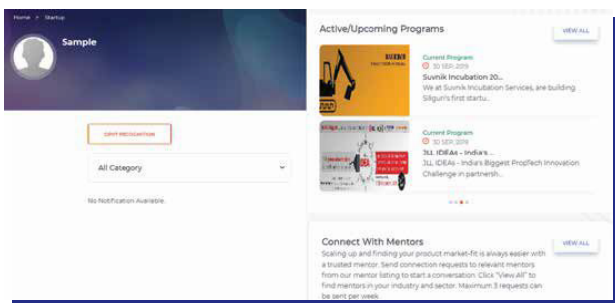 Home > Startup
Sample
DPIIT RECOGNITION
All Category
No Notification Available.
Active/Upcoming Programs
VIEW ALL
Current Program
30 SEP, 2019
Suvnik Incubation 20...
We at Suvnik Incubation Services, are building
Siliguri's first startu..
Current Program
30 SEP, 2019
JLL IDEAs - India's ...
JLL IDEAs - India's Biggest PropTech Innovation
Challenge in partnersh..
Connect With Mentors
VIEW ALL
Scaling up and finding your product market-fit is always easier with
a trusted mentor. Send connection requests to relevant mentors
from our mentor listing to start a conversation. Click "View All" to
find mentors in your industry and sector. Maximum 3 requests can
be sent per week.